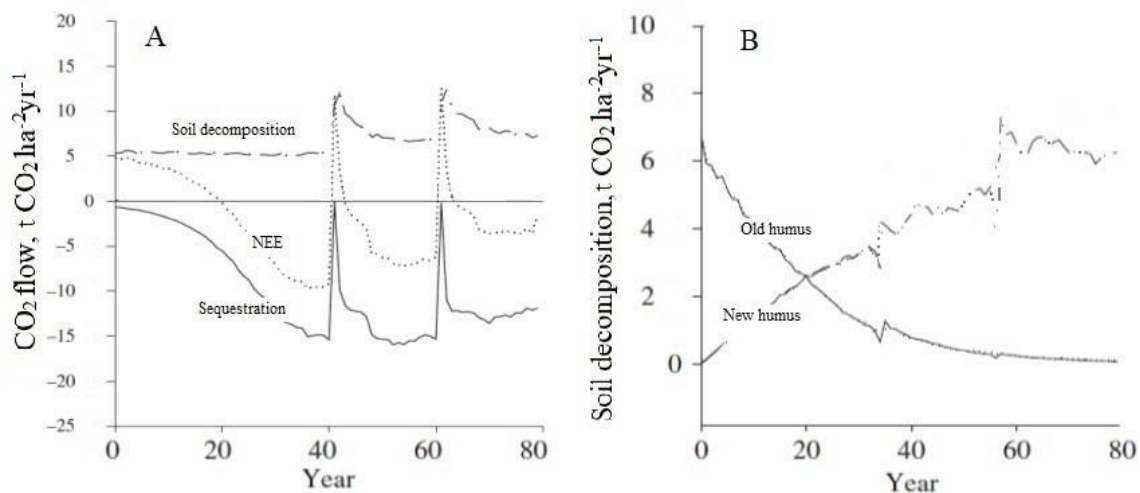 A
CO₂ flow, t CO₂ ha⁻²yr⁻¹
20
15
10
5
0
−5
−10
−15
−20
−25
Soil decomposition
NEE
Sequestration
0 20 40 60 80
Year
B
Soil decomposition, t CO₂ ha⁻²yr⁻¹
10
8
6
4
2
0
Old humus
New humus
0 20 40 60 80
Year